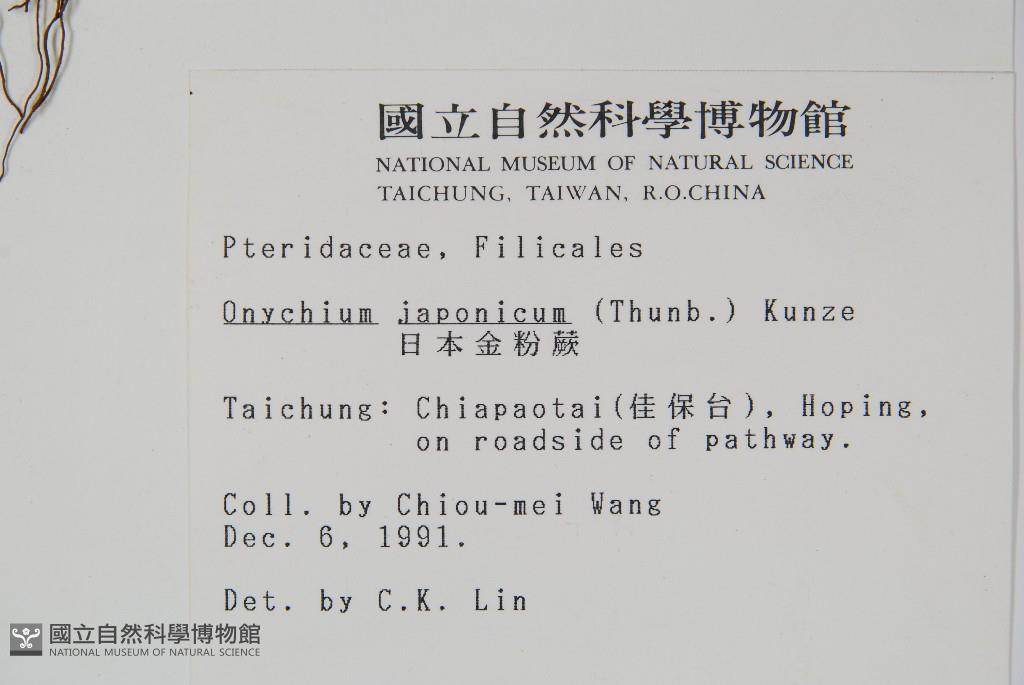 國立自然科學博物館
NATIONAL MUSEUM OF NATURAL SCIENCE
TAICHUNG, TAIWAN, R.O.CHINA
Pteridaceae, Filicales
Onychium japonicum (Thunb.) Kunze
日本金粉蕨
Taichung: Chiapaotai(佳保台), Hoping,
on roadside of pathway.
Coll. by Chiou-mei Wang
Dec. 6, 1991.
Det. by C.K. Lin
國立自然科學博物館
NATIONAL MUSEUM OF NATURAL SCIENCE